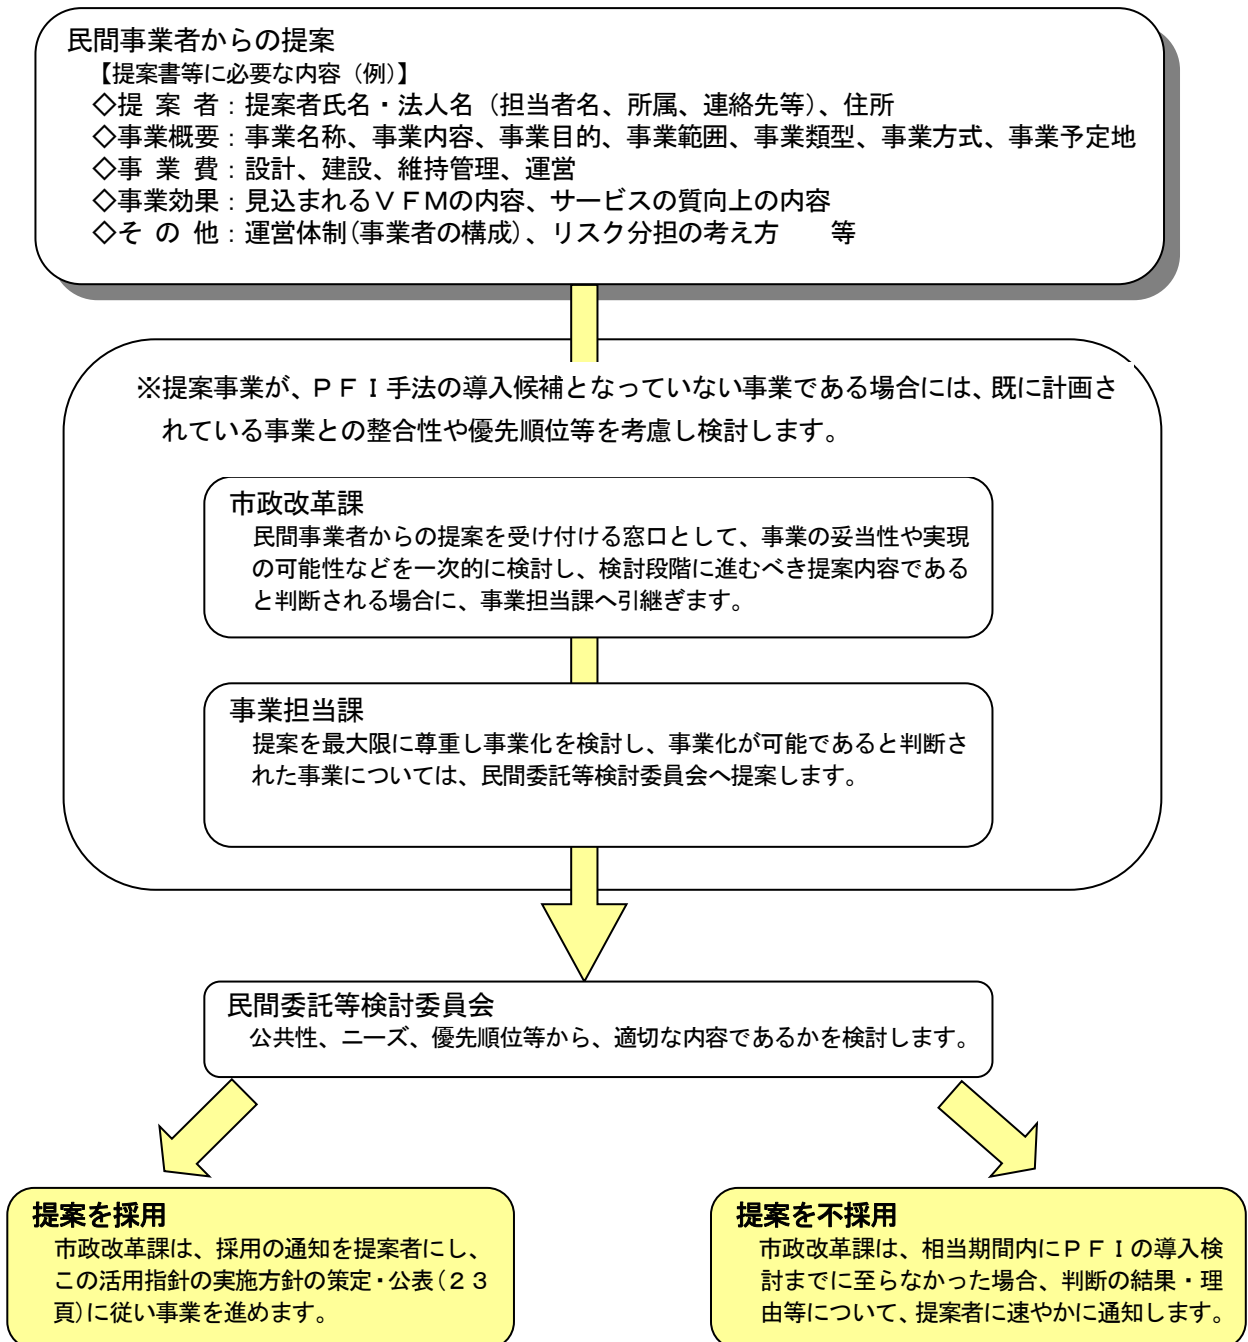 民間事業者からの提案
【提案書等に必要な内容（例）】
◇提 案 者：提案者氏名・法人名（担当者名、所属、連絡先等）、住所
◇事業概要：事業名称、事業内容、事業目的、事業範囲、事業類型、事業方式、事業予定地
◇事 業 費：設計、建設、維持管理、運営
◇事業効果：見込まれるＶＦＭの内容、サービスの質向上の内容
◇そ の 他：運営体制(事業者の構成)、リスク分担の考え方　　等
※提案事業が、ＰＦＩ手法の導入候補となっていない事業である場合には、既に計画さ
れている事業との整合性や優先順位等を考慮し検討します。
市政改革課
民間事業者からの提案を受け付ける窓口として、事業の妥当性や実現
の可能性などを一次的に検討し、検討段階に進むべき提案内容である
と判断される場合に、事業担当課へ引継ぎます。
事業担当課
提案を最大限に尊重し事業化を検討し、事業化が可能であると判断さ
れた事業については、民間委託等検討委員会へ提案します。
民間委託等検討委員会
公共性、ニーズ、優先順位等から、適切な内容であるかを検討します。
提案を採用
市政改革課は、採用の通知を提案者にし、
この活用指針の実施方針の策定・公表(２３
頁)に従い事業を進めます。
提案を不採用
市政改革課は、相当期間内にＰＦＩの導入検
討までに至らなかった場合、判断の結果・理
由等について、提案者に速やかに通知します。